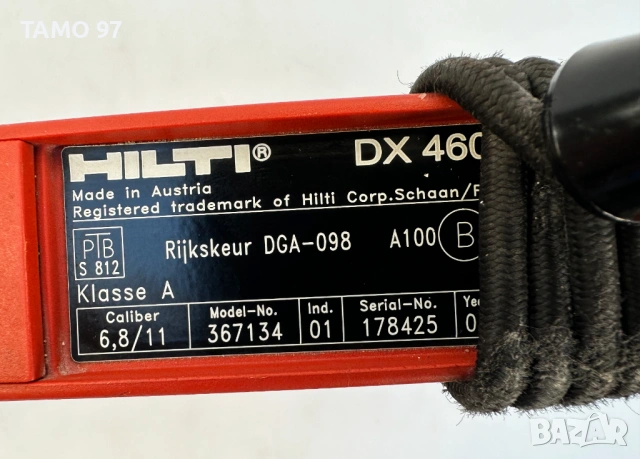 TAMO 97
HILTI® DX 460
Made in Austria
Registered trademark of Hilti Corp.Schaan/
PTB
S 812
Rijkskeur DGA-098 A100 B
Klasse A
Caliber Model-No. Ind. Serial-No.
6,8/11 367134 01 178425
BAZAR